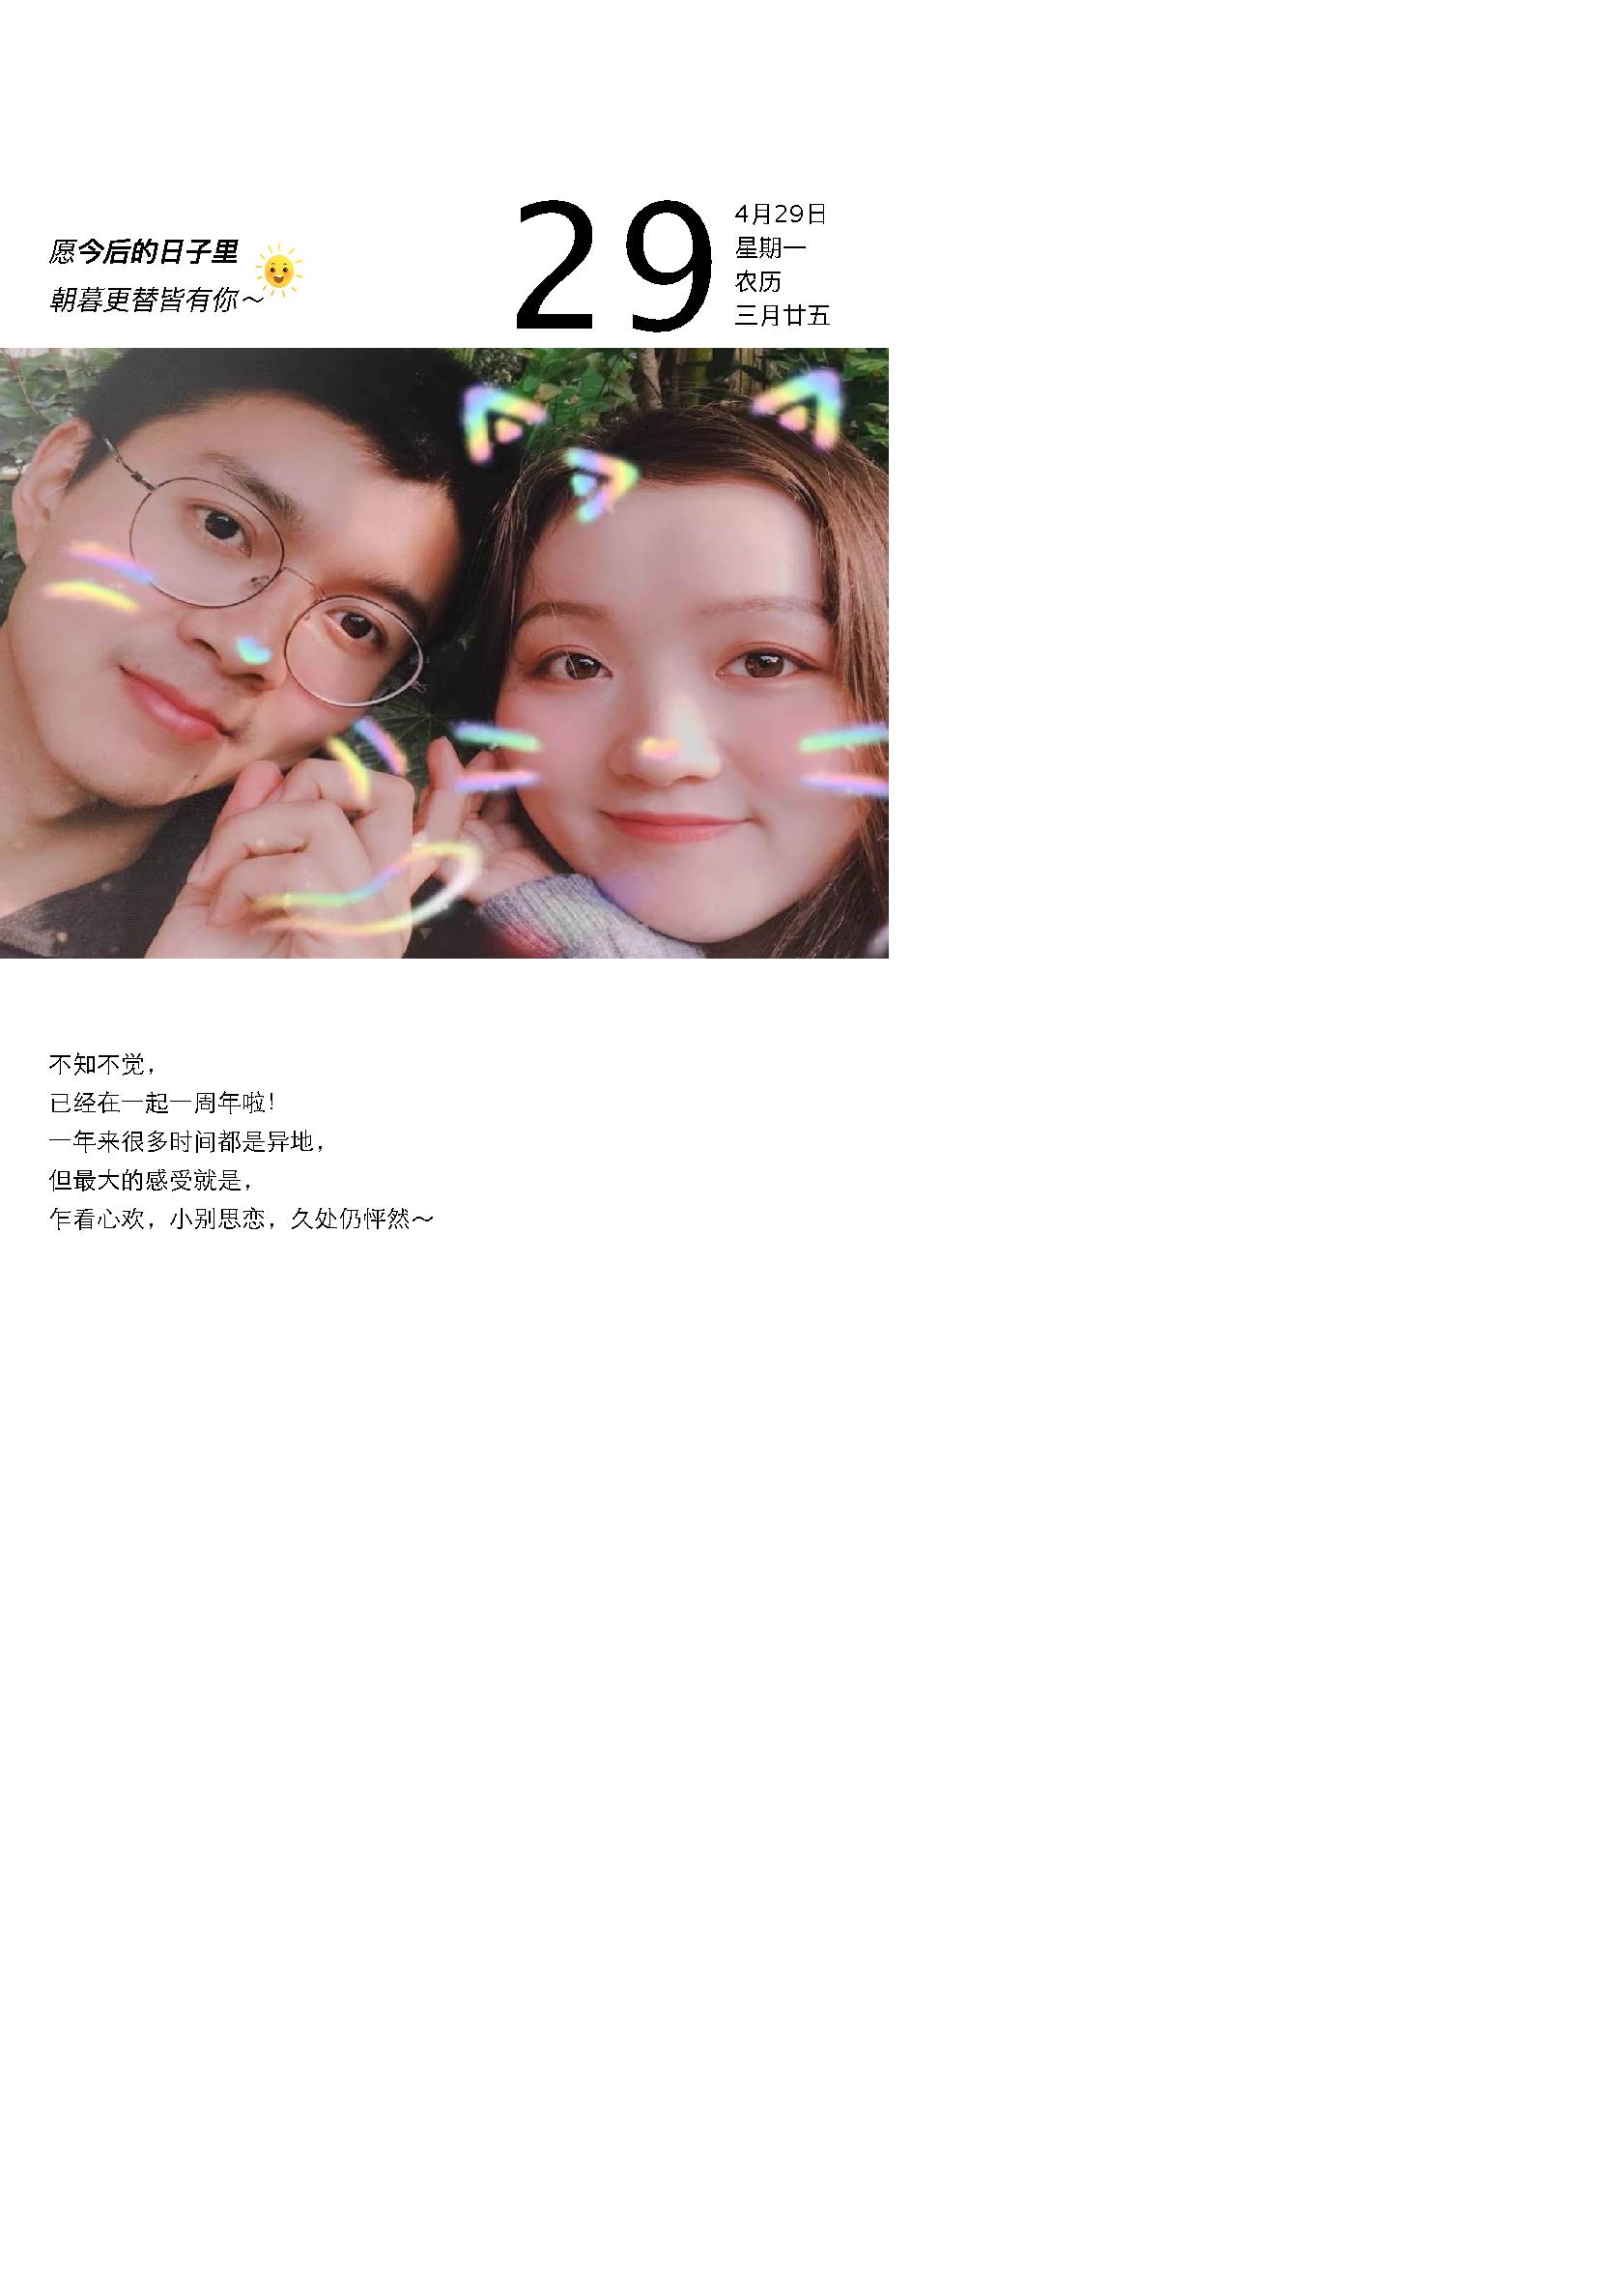 愿今后的日子里
朝暮更替皆有你～
29
4月29日
星期一
农历
三月廿五
不知不觉，
已经在一起一周年啦！
一年来很多时间都是异地，
但最大的感受就是，
乍看心欢，小别思恋，久处仍怦然～